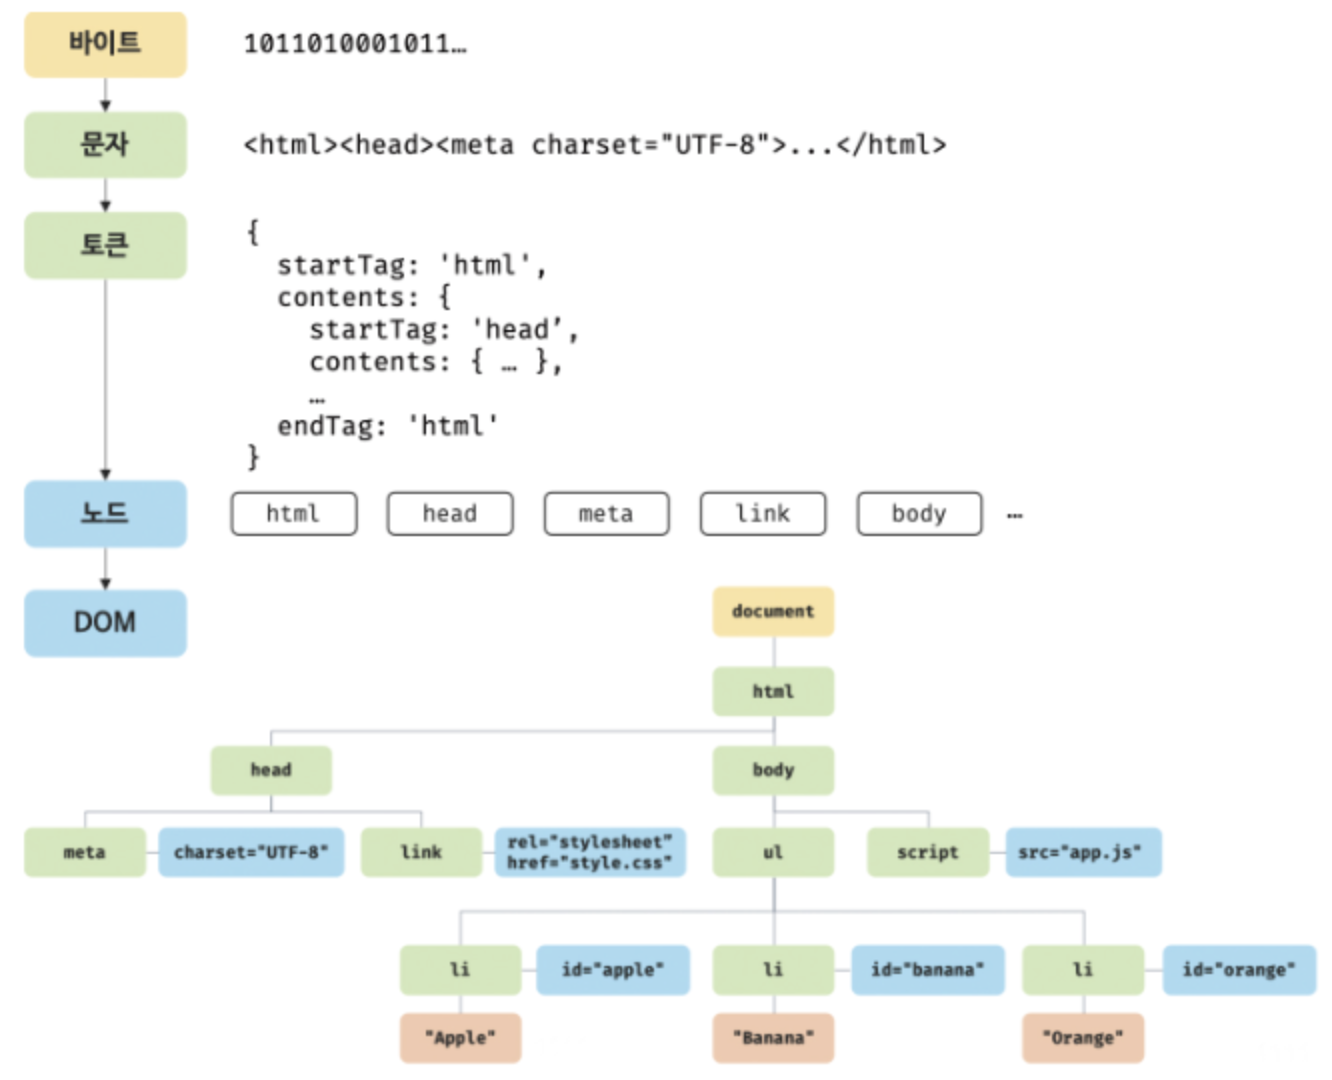 바이트
1011010001011…
문자
<html><head><meta charset="UTF-8">...</html>
토큰
{
startTag: 'html',
contents: {
startTag: 'head’,
contents: { … },
…
endTag: 'html'
}
노드
html head meta link body …
DOM
document
html
head body
meta charset="UTF-8" link rel="stylesheet" ul script src="app.js"
href="style.css"
li id="apple" li id="banana" li id="orange"
"Apple" "Banana" "Orange"